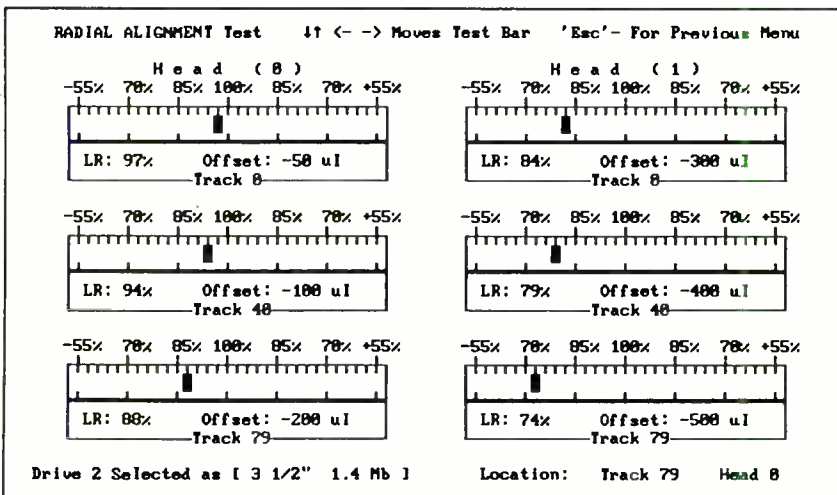 RADIAL ALIGNMENT Test ↓↑ <- -> Moves Test Bar 'Esc'- For Previous Menu
H e a d ( 0 ) H e a d ( 1 )
-55% 70% 85% 100% 85% 70% +55% -55% 70% 85% 100% 85% 70% +55%
LR: 97% Offset: -50 uI LR: 84% Offset: -300 uI
Track 0 Track 0
-55% 70% 85% 100% 85% 70% +55% -55% 70% 85% 100% 85% 70% +55%
LR: 94% Offset: -100 uI LR: 79% Offset: -400 uI
Track 40 Track 40
-55% 70% 85% 100% 85% 70% +55% -55% 70% 85% 100% 85% 70% +55%
LR: 88% Offset: -200 uI LR: 74% Offset: -500 uI
Track 79 Track 79
Drive 2 Selected as [ 3 1/2" 1.4 Mb ] Location: Track 79 Head 0